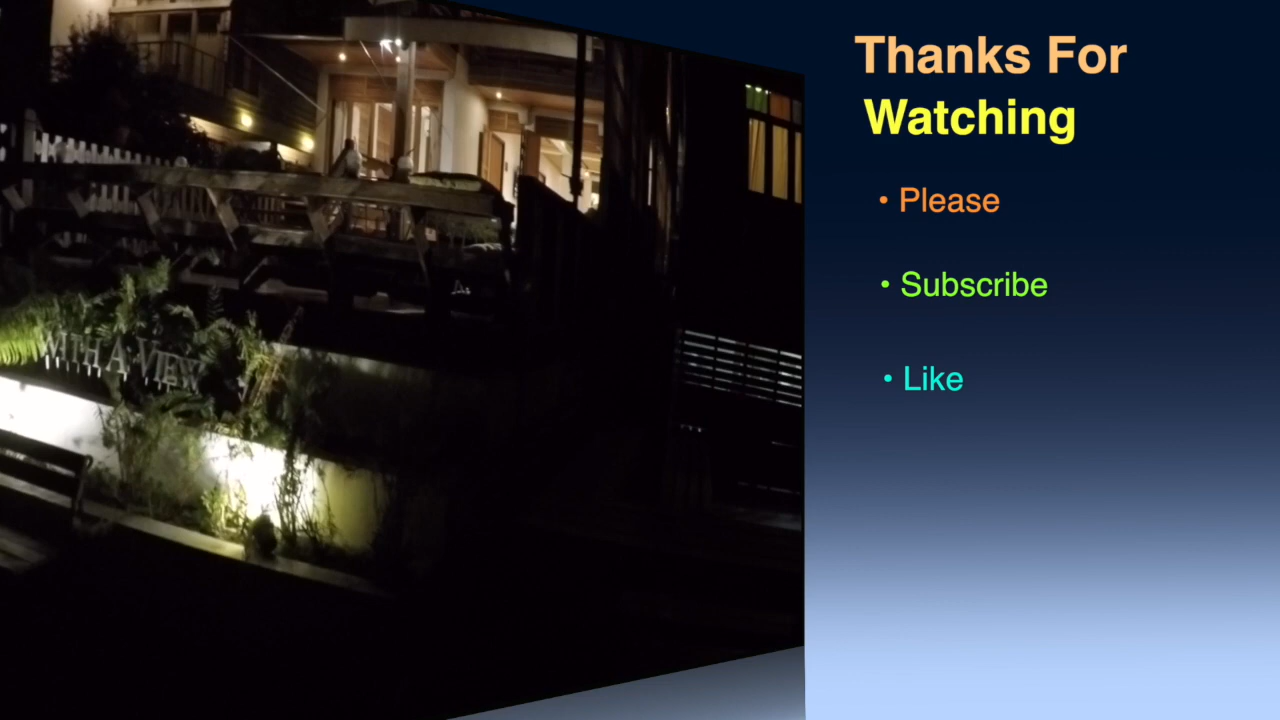 WITH A VIEW
Thanks For
Watching
• Please
• Subscribe
• Like